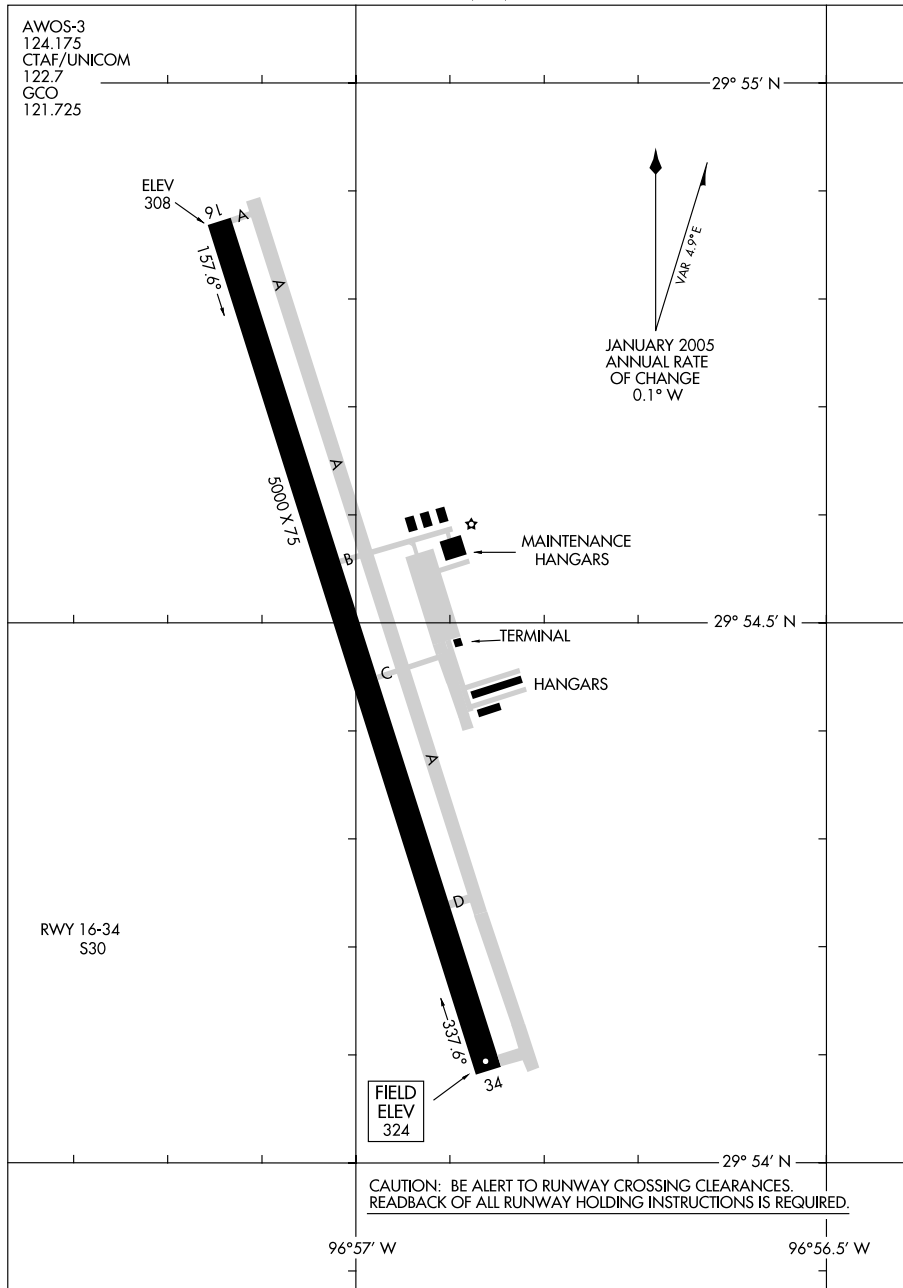 AWOS-3
124.175
CTAF/UNICOM
122.7
GCO
121.725
29° 55' N
ELEV
308
16
A
157.6°
A
VAR 4.9°E
JANUARY 2005
ANNUAL RATE
OF CHANGE
0.1° W
A
5000 X 75
B
MAINTENANCE
HANGARS
29° 54.5' N
TERMINAL
C
HANGARS
A
D
RWY 16-34
S30
337.6°
34
FIELD
ELEV
324
29° 54' N
CAUTION: BE ALERT TO RUNWAY CROSSING CLEARANCES.
READBACK OF ALL RUNWAY HOLDING INSTRUCTIONS IS REQUIRED.
96°57' W
96°56.5' W